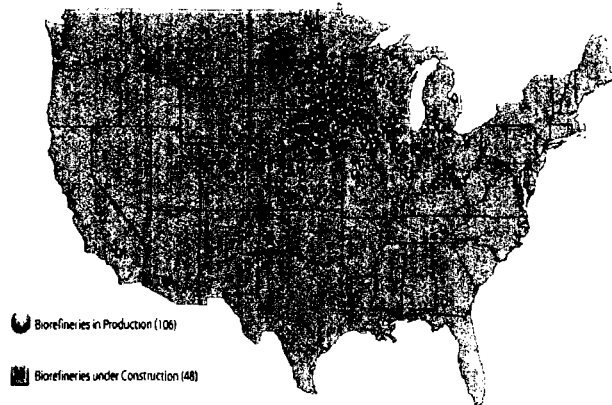 Biorefineries in Production (106)
Biorefineries under Construction (48)